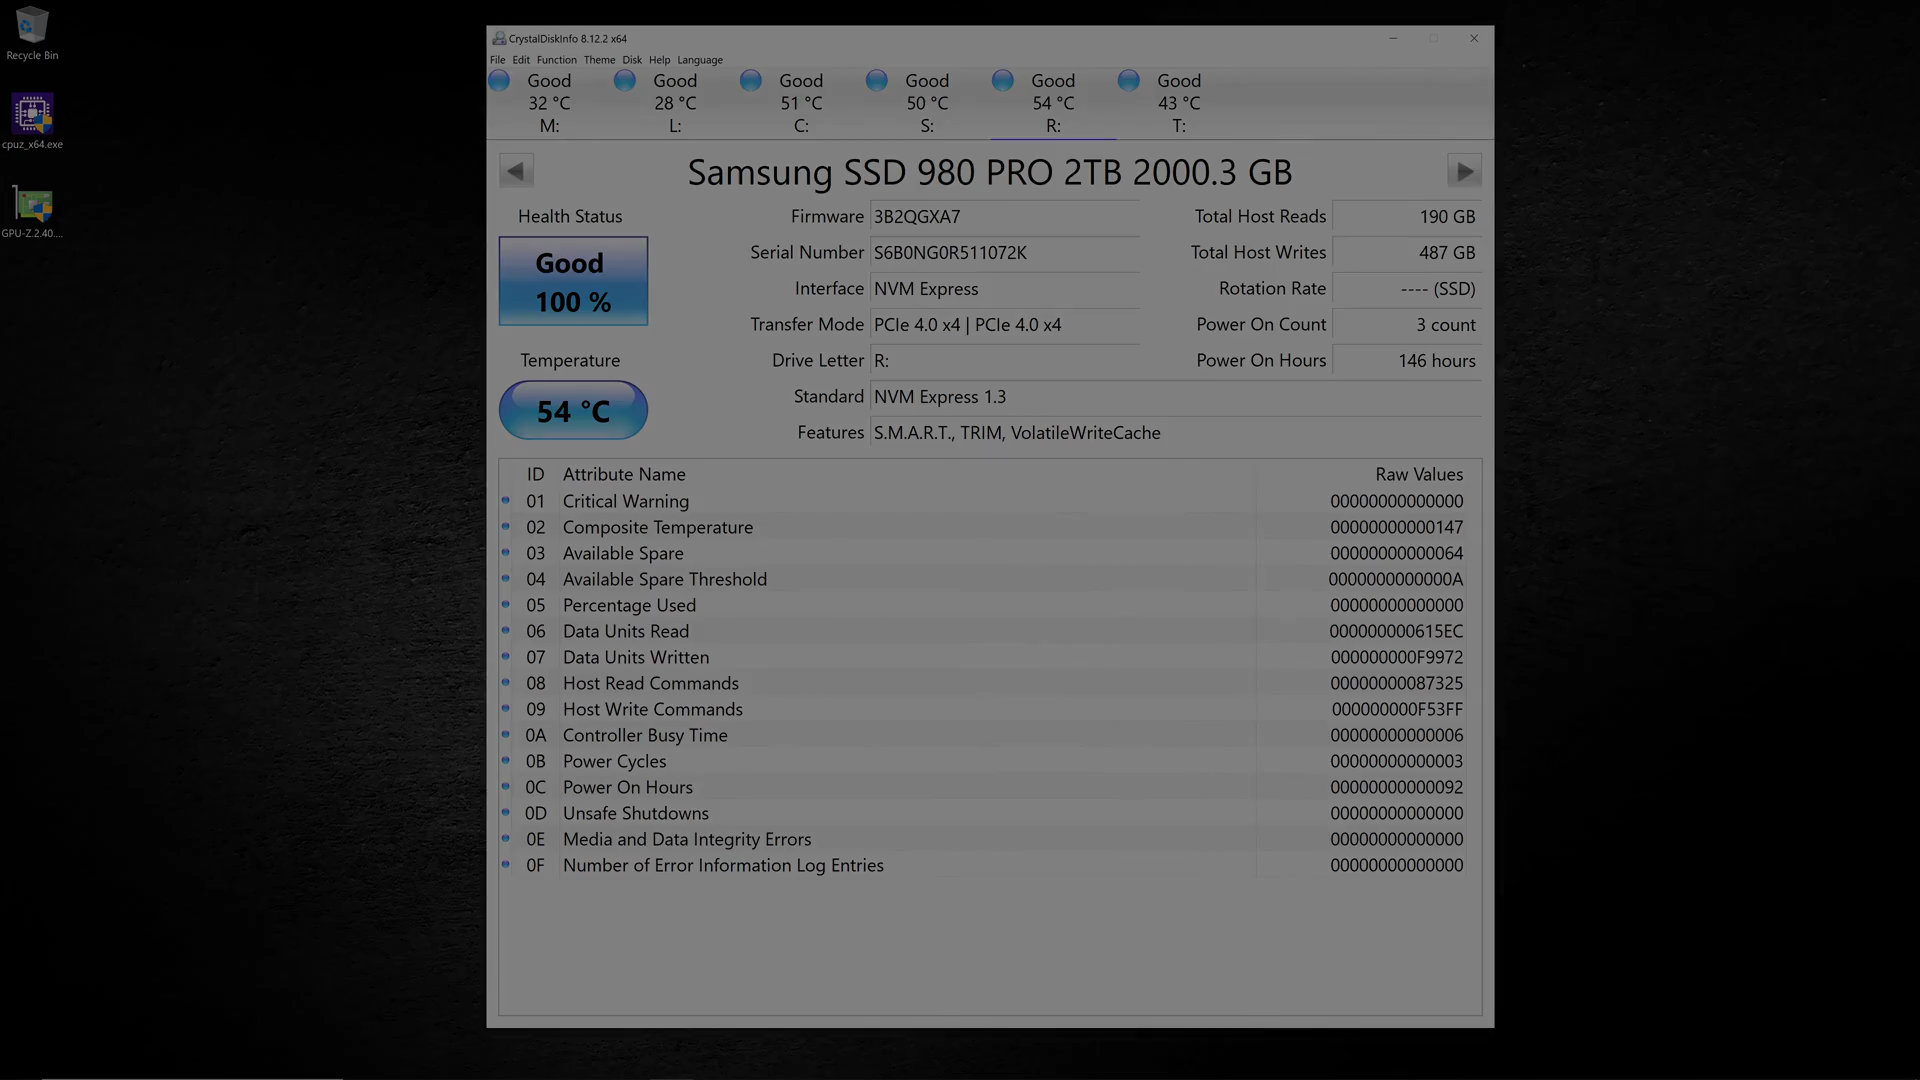 Recycle Bin
cpuz_x64.exe
GPU-Z.2.40....
CrystalDiskInfo 8.12.2 x64
File Edit Function Theme Disk Help Language
Good Good Good Good Good Good
32 °C 28 °C 51 °C 50 °C 54 °C 43 °C
M: L: C: S: R: T:
Samsung SSD 980 PRO 2TB 2000.3 GB
Health Status
Good
100 %
Temperature
54 °C
Firmware 3B2QGXA7
Serial Number S6B0NG0R511072K
Interface NVM Express
Transfer Mode PCIe 4.0 x4 | PCIe 4.0 x4
Drive Letter R:
Standard NVM Express 1.3
Features S.M.A.R.T., TRIM, VolatileWriteCache
Total Host Reads 190 GB
Total Host Writes 487 GB
Rotation Rate ---- (SSD)
Power On Count 3 count
Power On Hours 146 hours
ID Attribute Name Raw Values
01 Critical Warning 00000000000000
02 Composite Temperature 00000000000147
03 Available Spare 00000000000064
04 Available Spare Threshold 0000000000000A
05 Percentage Used 00000000000000
06 Data Units Read 000000000615EC
07 Data Units Written 000000000F9972
08 Host Read Commands 00000000087325
09 Host Write Commands 000000000F53FF
0A Controller Busy Time 00000000000006
0B Power Cycles 00000000000003
0C Power On Hours 00000000000092
0D Unsafe Shutdowns 00000000000000
0E Media and Data Integrity Errors 00000000000000
0F Number of Error Information Log Entries 00000000000000